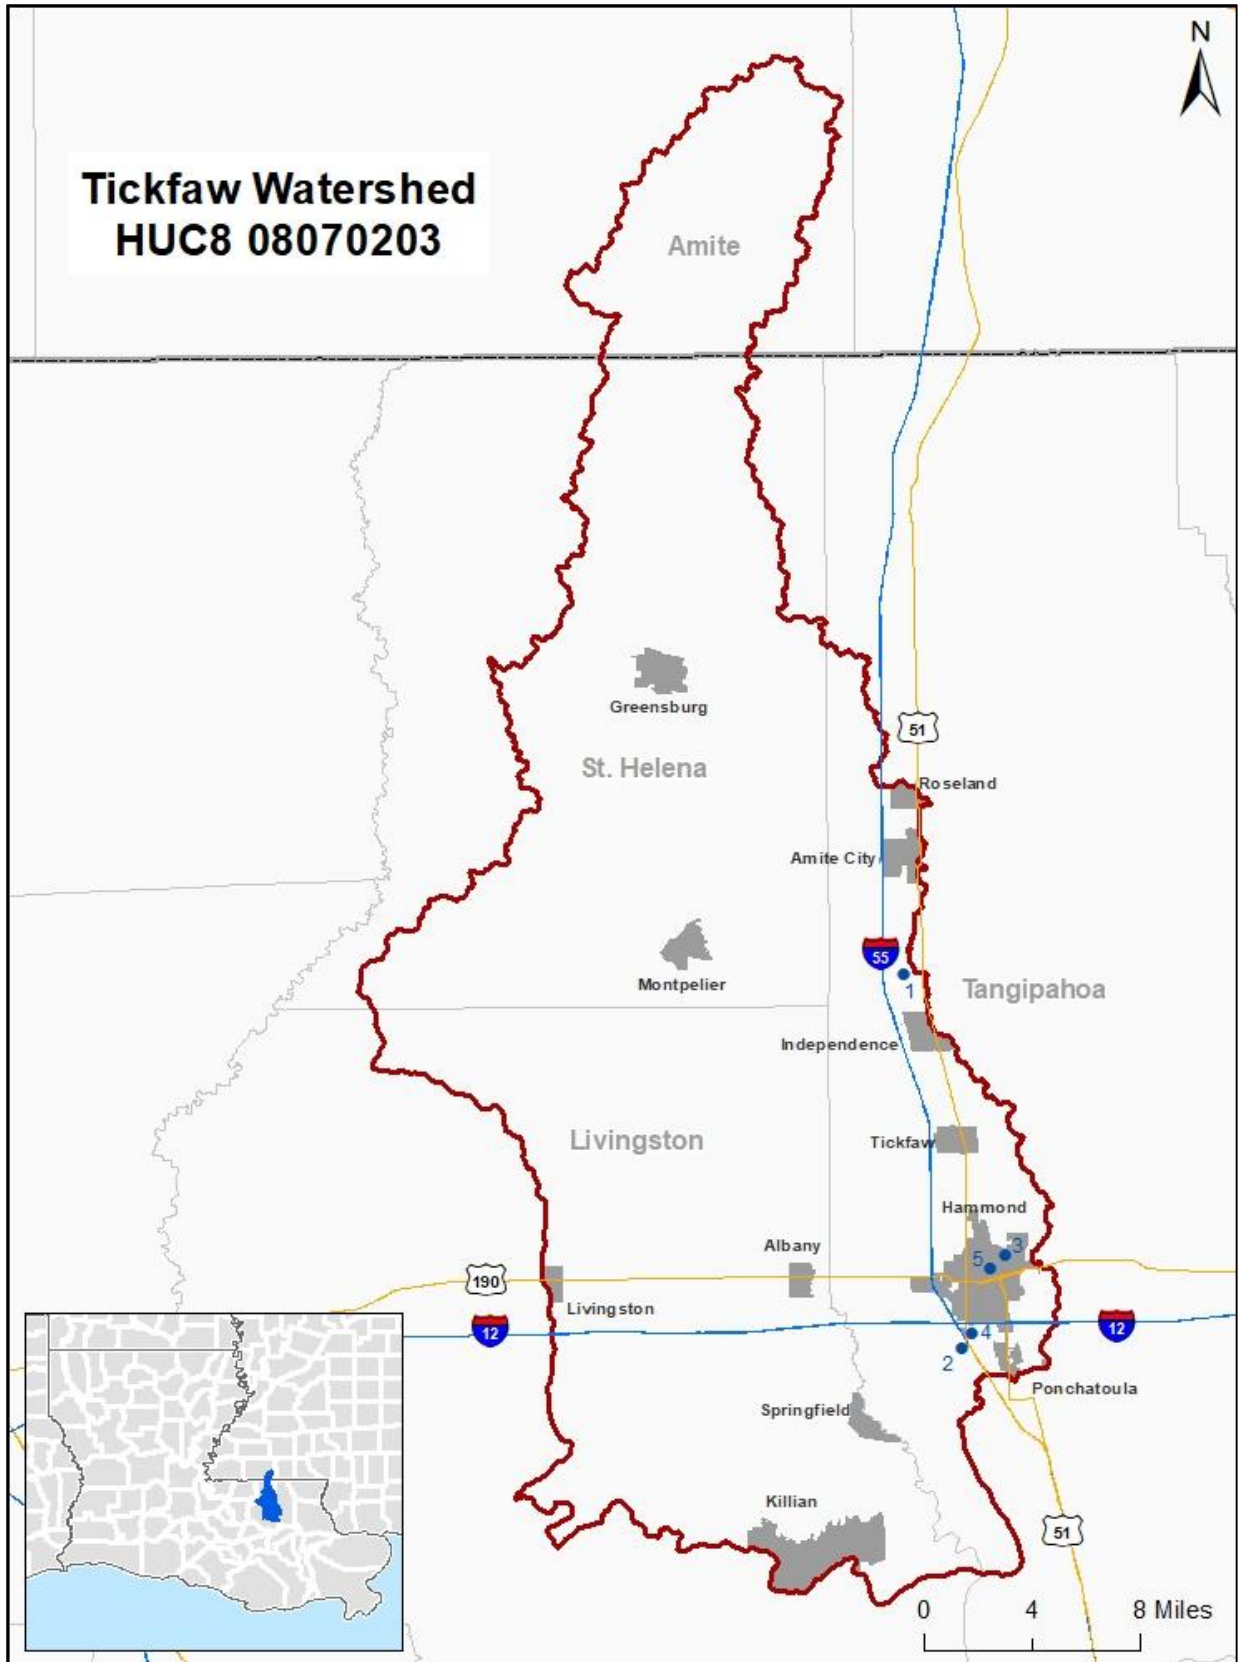 N
Tickfaw Watershed
HUC8 08070203
Amite
Greensburg
51
St. Helena
Roseland
Amite City
55
1
Montpelier
Tangipahoa
Independence
Livingston
Tickfaw
Hammond
Albany
3
5
190
Livingston
12
12
4
2
Ponchatoula
Springfield
Killian
51
0 4 8 Miles